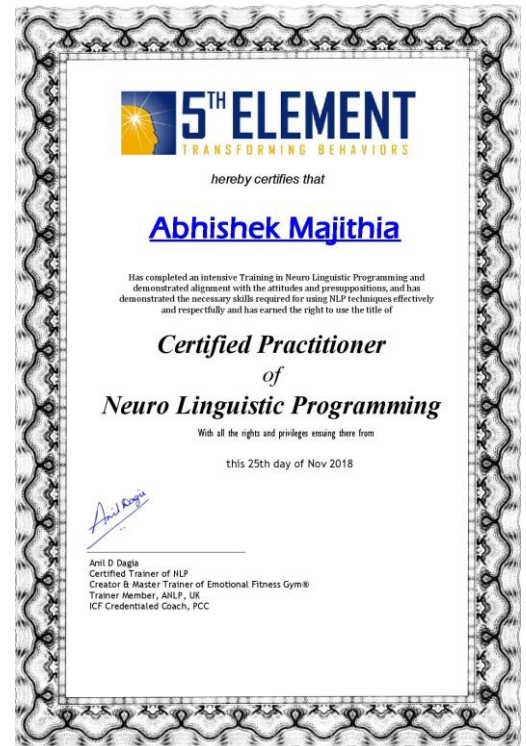 5TH ELEMENT
TRANSFORMING BEHAVIORS
hereby certifies that
Abhishek Majithia
Has completed an intensive Training in Neuro Linguistic Programming and
demonstrated alignment with the attitudes and presuppositions, and has
demonstrated the necessary skills required for using NLP techniques effectively
and respectfully and has earned the right to use the title of
Certified Practitioner
of
Neuro Linguistic Programming
With all the rights and privileges ensuing there from
this 25th day of Nov 2018
Anil Dagia
Anil D Dagia
Certified Trainer of NLP
Creator & Master Trainer of Emotional Fitness Gym®
Trainer Member, ANLP, UK
ICF Credentialed Coach, PCC